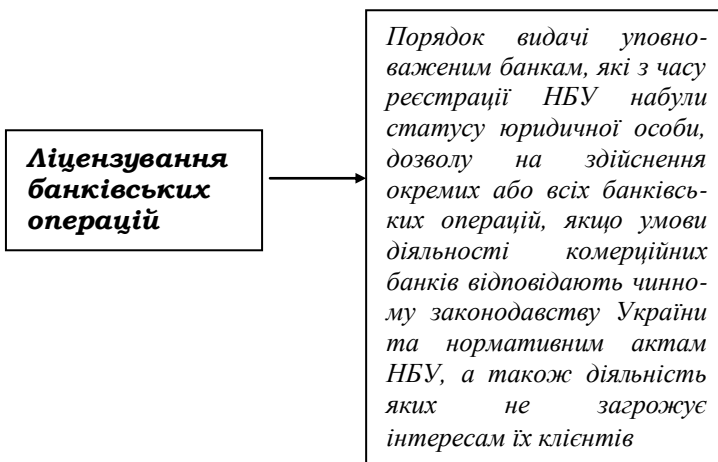 Ліцензування
банківських
операцій
Порядок видачі уповно-
важеним банкам, які з часу
реєстрації НБУ набули
статусу юридичної особи,
дозволу на здійснення
окремих або всіх банківсь-
ких операцій, якщо умови
діяльності комерційних
банків відповідають чинно-
му законодавству України
та нормативним актам
НБУ, а також діяльність
яких не загрожує
інтересам їх клієнтів